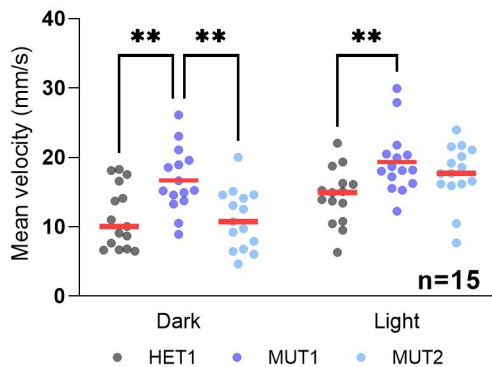 Mean velocity (mm/s)
40
30
20
10
0
** ** **
n=15
Dark Light
HET1 MUT1 MUT2